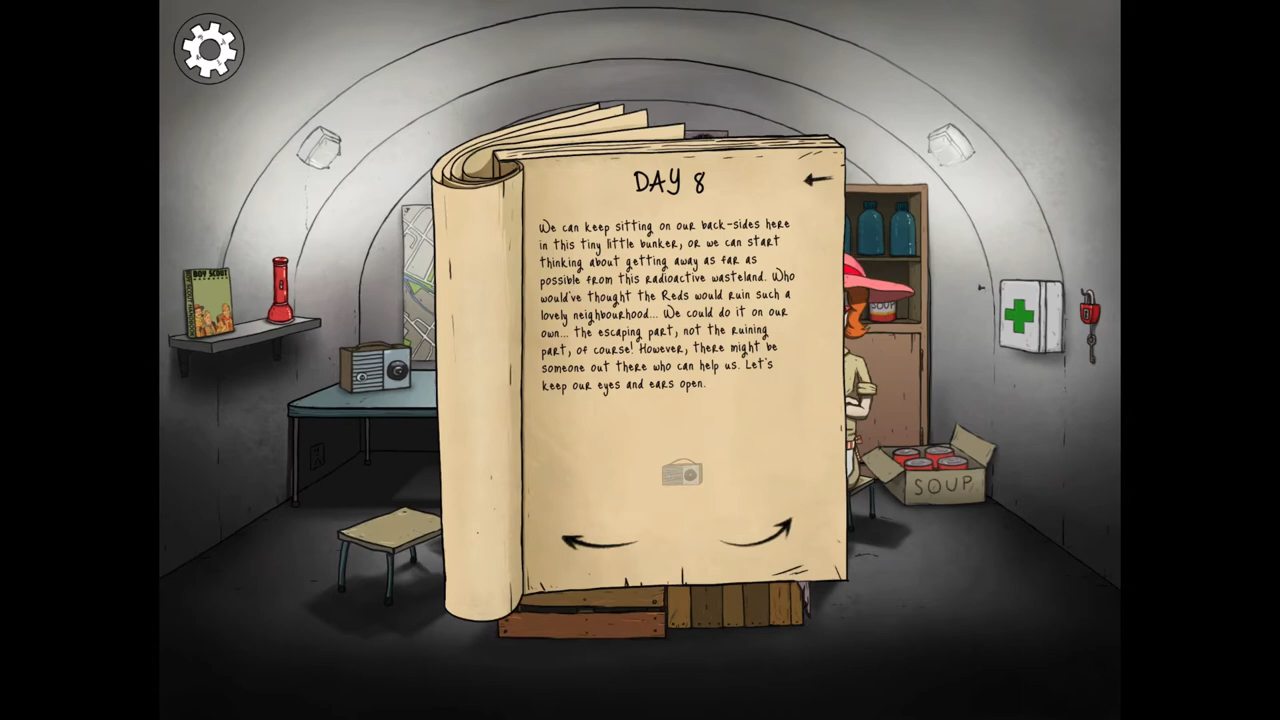 DAY 8
We can keep sitting on our back-sides here
in this tiny little bunker, or we can start
thinking about getting away as far as
possible from this radioactive wasteland. Who
would've thought the Reds would ruin such a
lovely neighbourhood... We could do it on our
own... the escaping part, not the ruining
part, of course! However, there might be
someone out there who can help us. Let's
keep our eyes and ears open.
BOY SCOUT
SOUP
SOUP